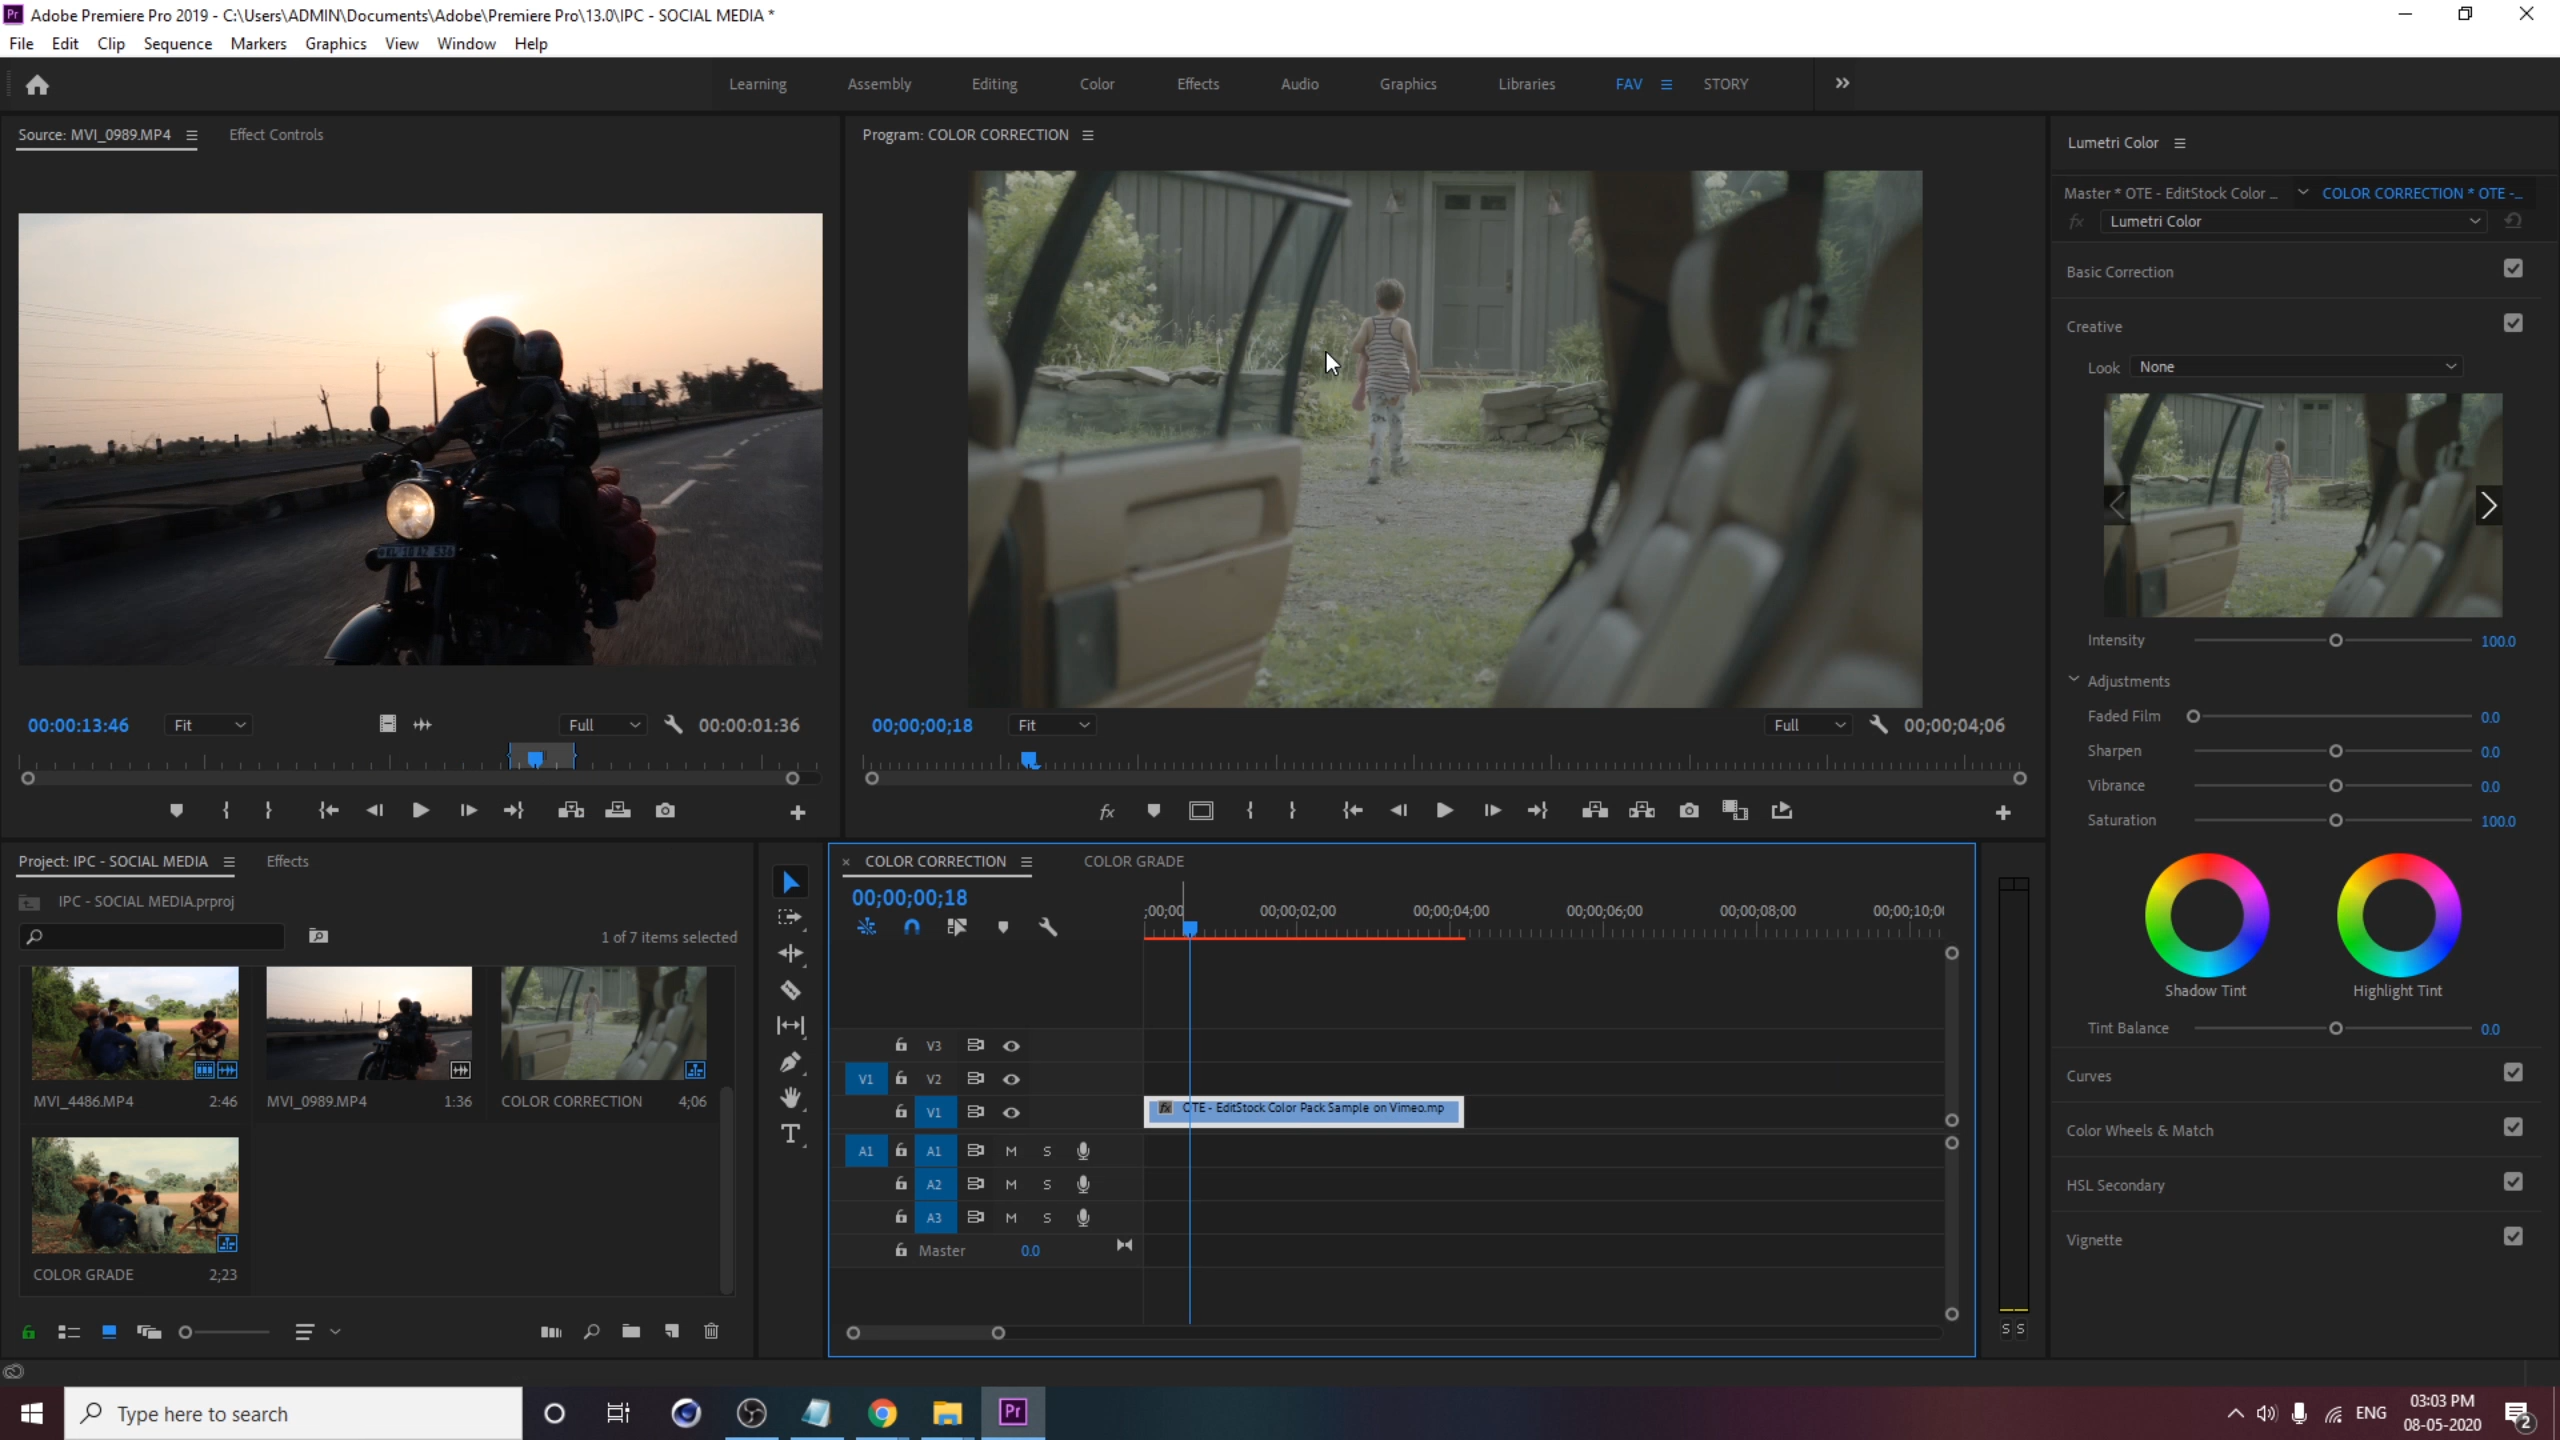 Adobe Premiere Pro 2019 - C:\Users\ADMIN\Documents\Adobe\Premiere Pro\13.0\IPC - SOCIAL MEDIA *
File Edit Clip Sequence Markers Graphics View Window Help
Learning Assembly Editing Color Effects Audio Graphics Libraries FAV STORY
Source: MVI_0989.MP4 Effect Controls
00:00:13:46 Fit Full 00:00:01:36
Program: COLOR CORRECTION
00;00;00;18 Fit Full 00;00;04;06
Lumetri Color
Master * OTE - EditStock Color ... COLOR CORRECTION * OTE -...
fx Lumetri Color
Basic Correction
Creative
Look None
Intensity 100.0
Adjustments
Faded Film 0.0
Sharpen 0.0
Vibrance 0.0
Saturation 100.0
Shadow Tint Highlight Tint
Tint Balance 0.0
Curves
Color Wheels & Match
HSL Secondary
Vignette
Project: IPC - SOCIAL MEDIA Effects
IPC - SOCIAL MEDIA.prproj
1 of 7 items selected
MVI_4486.MP4 2:46 MVI_0989.MP4 1:36 COLOR CORRECTION 4;06
COLOR GRADE 2;23
COLOR CORRECTION COLOR GRADE
00;00;00;18
;00;00 00;00;02;00 00;00;04;00 00;00;06;00 00;00;08;00 00;00;10;0
V3
V1 V2
V1 fx OTE - EditStock Color Pack Sample on Vimeo.mp
A1 A1 M S
A2 M S
A3 M S
Master 0.0
S S
Type here to search
Pr
ENG
03:03 PM
08-05-2020
2